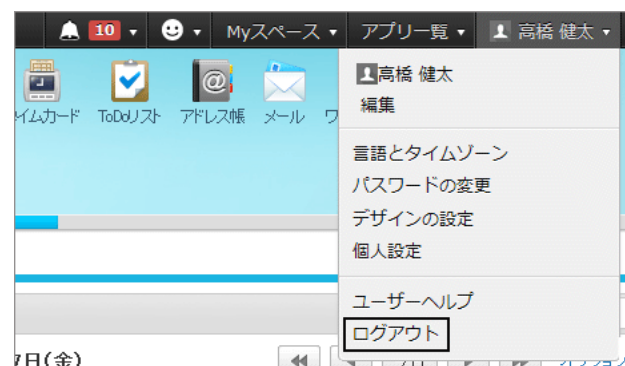 10 Myスペース アプリ一覧 高橋 健太
イムカード ToDoリスト アドレス帳 メール ワ
高橋 健太
編集
言語とタイムゾーン
パスワードの変更
デザインの設定
個人設定
ユーザーヘルプ
ログアウト
日(金)